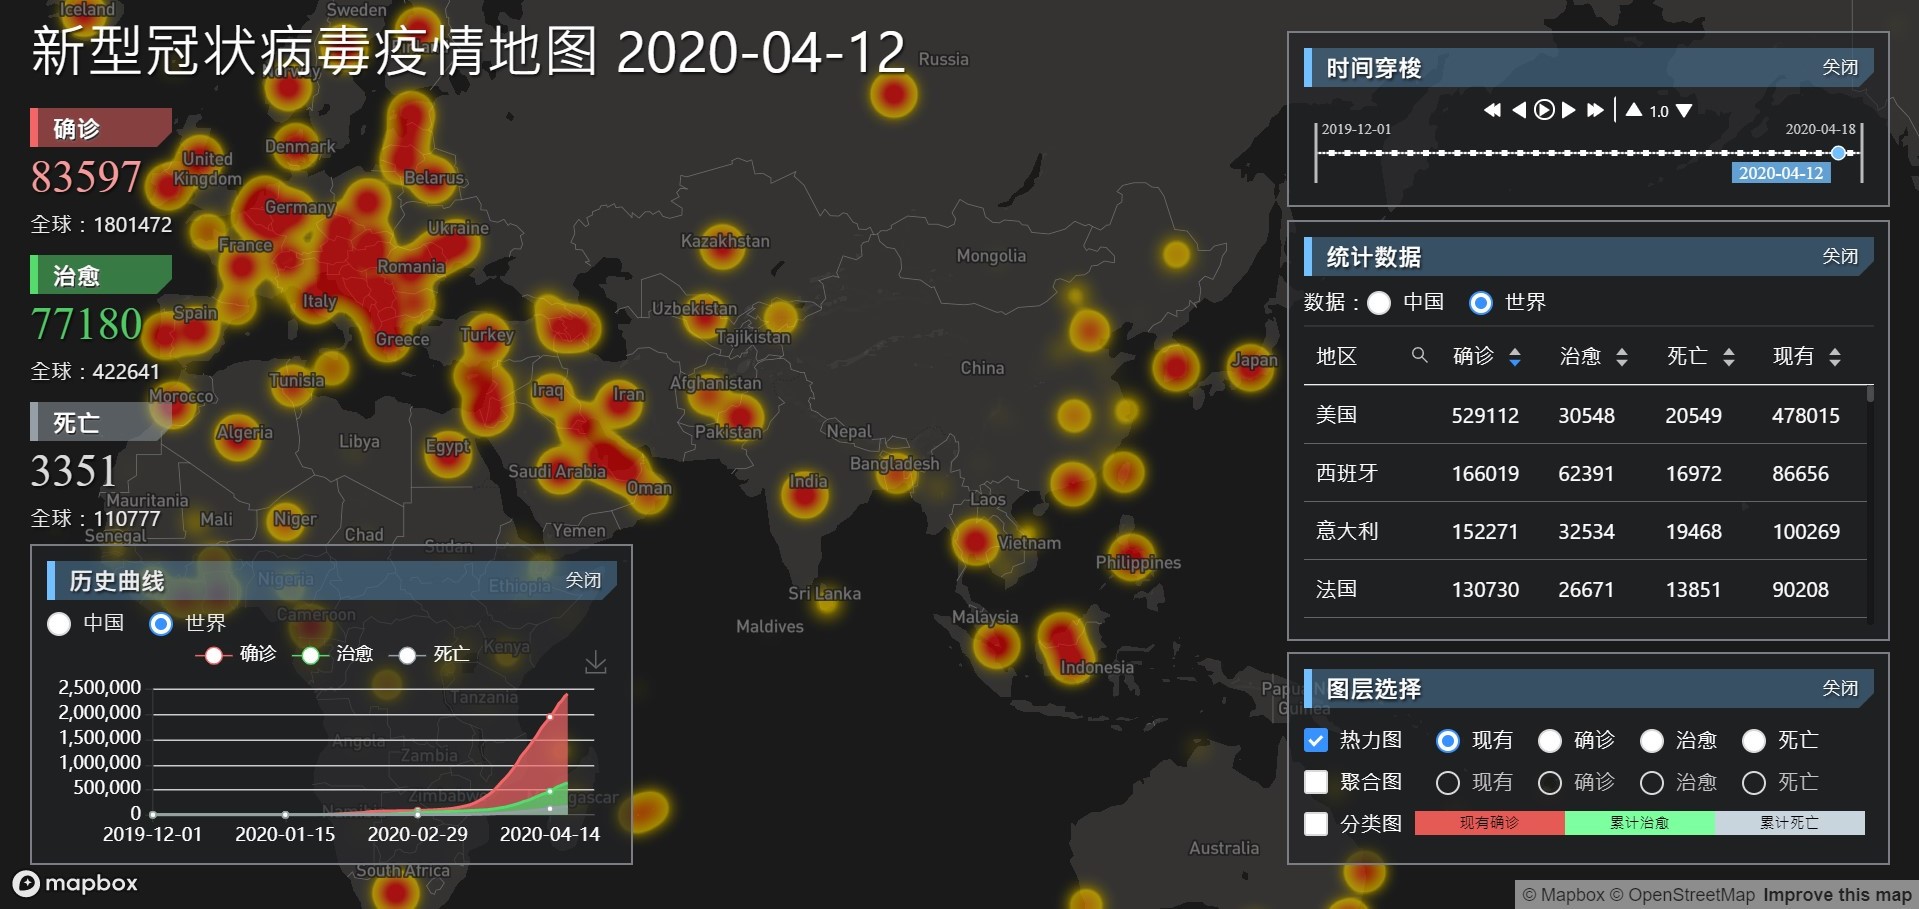 新型冠状病毒疫情地图 2020-04-12
确诊
83597
全球：1801472
治愈
77180
全球：422641
死亡
3351
全球：110777
历史曲线
关闭
中国 世界
确诊 治愈 死亡
2,500,000
2,000,000
1,500,000
1,000,000
500,000
0
2019-12-01 2020-01-15 2020-02-29 2020-04-14
mapbox
时间穿梭
关闭
1.0
2019-12-01 2020-04-18
2020-04-12
统计数据
关闭
数据：中国 世界
地区 确诊 治愈 死亡 现有
美国 529112 30548 20549 478015
西班牙 166019 62391 16972 86656
意大利 152271 32534 19468 100269
法国 130730 26671 13851 90208
图层选择
关闭
热力图 现有 确诊 治愈 死亡
聚合图 现有 确诊 治愈 死亡
分类图 现有确诊 累计治愈 累计死亡
© Mapbox © OpenStreetMap Improve this map
Iceland
Sweden
Norway
Russia
Denmark
United
Kingdom
Belarus
Germany
Ukraine
France
Romania
Kazakhstan
Mongolia
Italy
Spain
Greece
Turkey
Uzbekistan
Tajikistan
China
Japan
Tunisia
Morocco
Iraq
Iran
Afghanistan
Algeria
Libya
Egypt
Pakistan
Nepal
Bangladesh
Saudi Arabia
Oman
India
Mauritania
Mali
Niger
Chad
Senegal
Sudan
Yemen
Laos
Vietnam
Philippines
Nigeria
Ethiopia
Sri Lanka
Cameroon
Kenya
Maldives
Malaysia
Indonesia
Tanzania
Papua N
Guinea
Angola
Zambia
Zimbabw
gascar
Namibi
Australia
South Africa